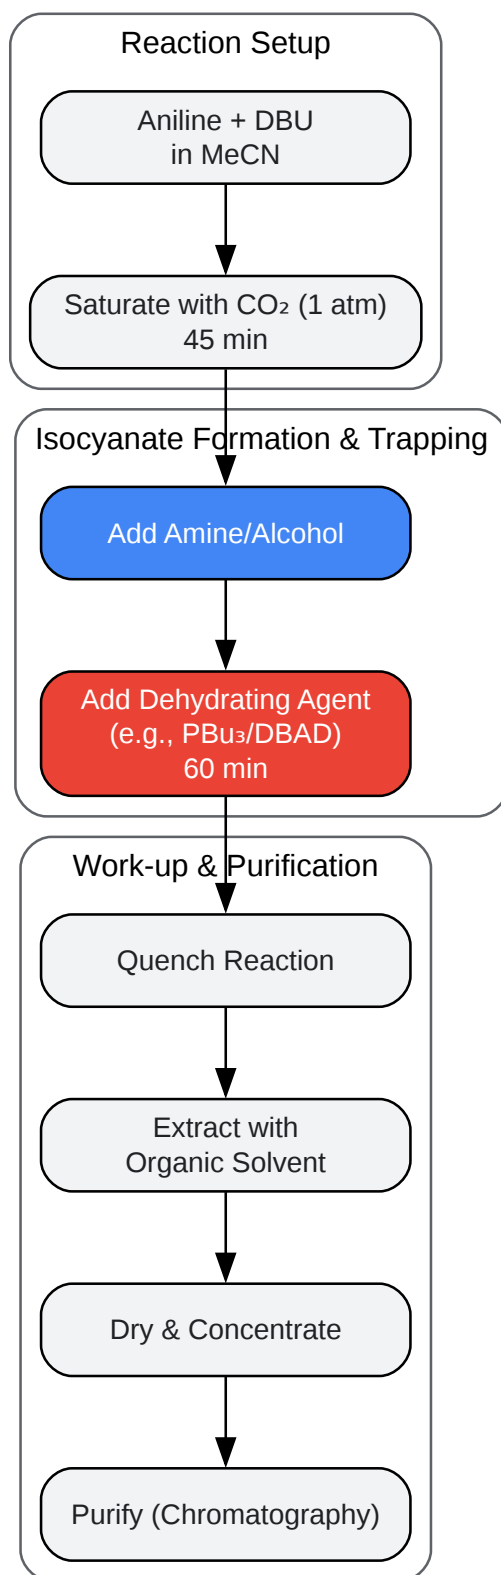 Reaction Setup
Aniline + DBU
in MeCN
Saturate with CO₂ (1 atm)
45 min
Isocyanate Formation & Trapping
Add Amine/Alcohol
Add Dehydrating Agent
(e.g., PBu₃/DBAD)
60 min
Work-up & Purification
Quench Reaction
Extract with
Organic Solvent
Dry & Concentrate
Purify (Chromatography)